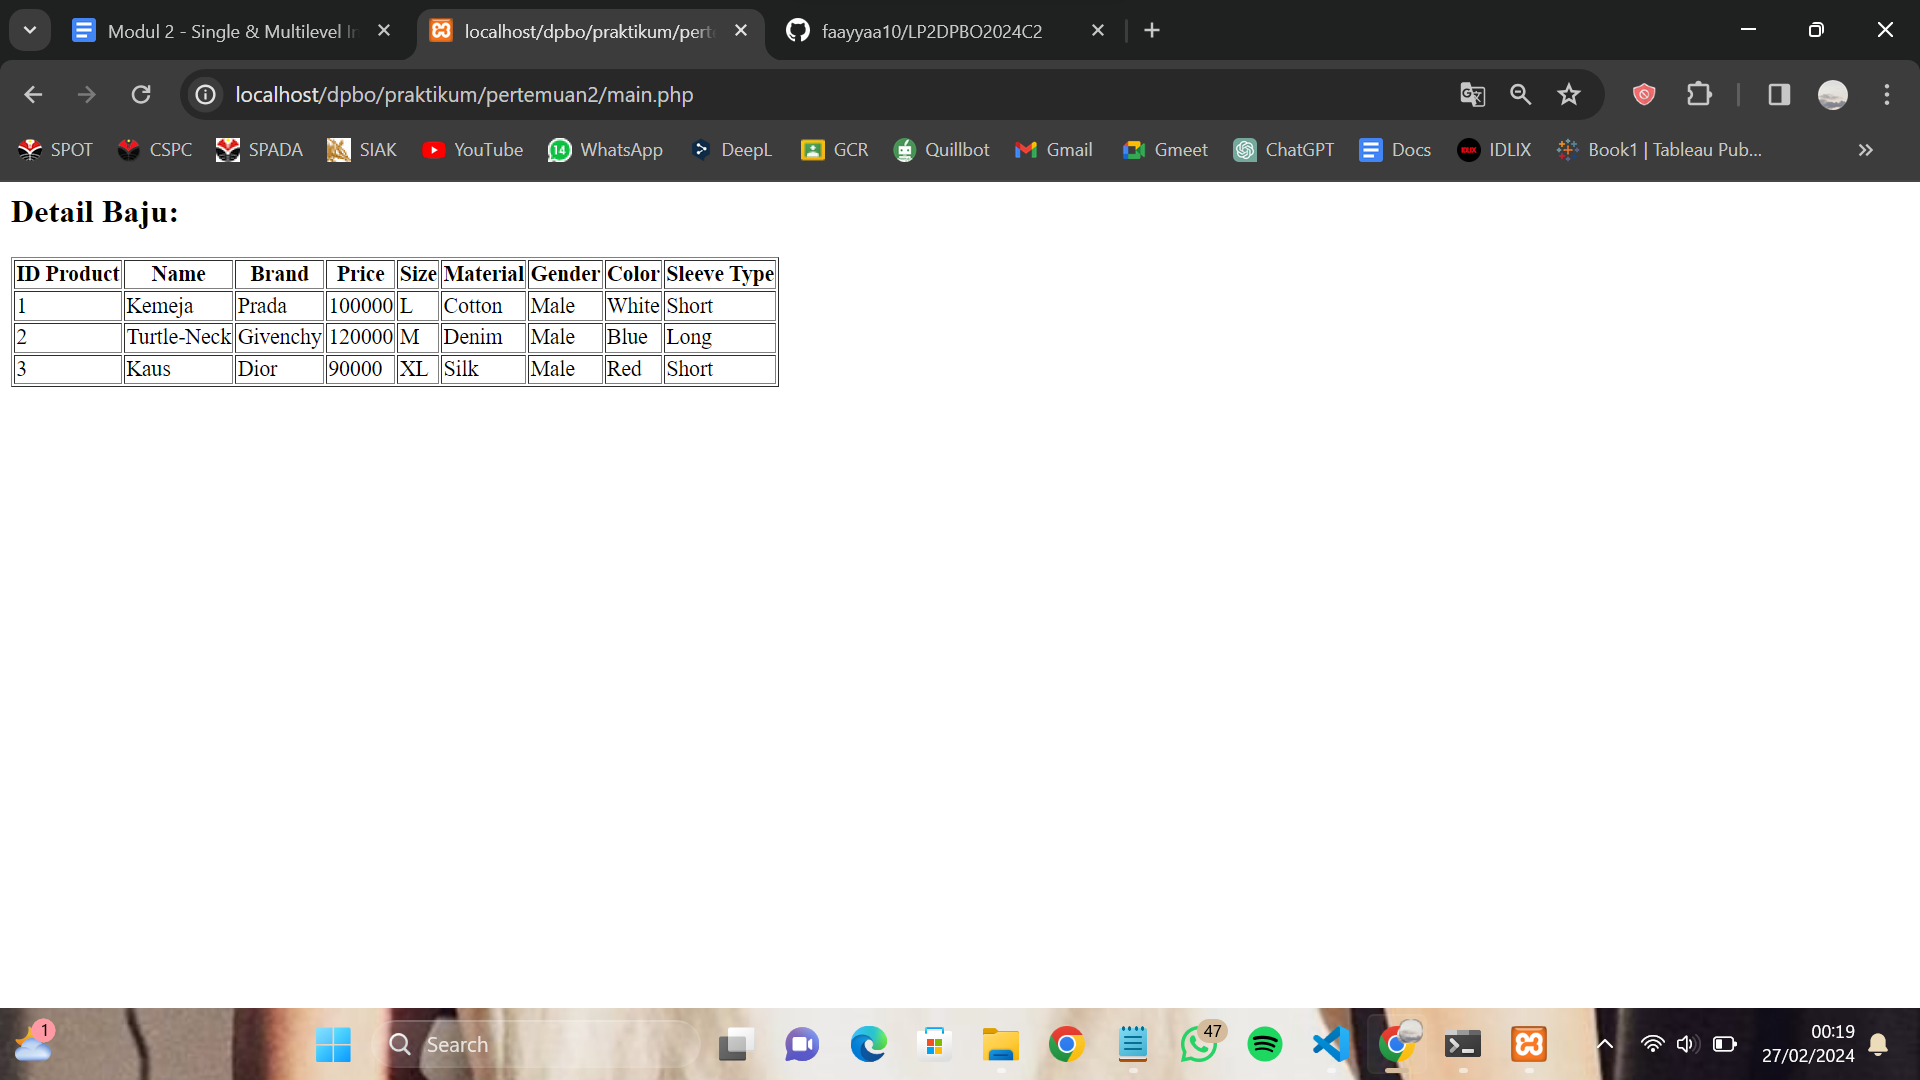 Modul 2 - Single & Multilevel In
localhost/dpbo/praktikum/pert
faayyaa10/LP2DPBO2024C2
localhost/dpbo/praktikum/pertemuan2/main.php
SPOT CSPC SPADA SIAK YouTube 14 WhatsApp DeepL GCR Quillbot Gmail Gmeet ChatGPT Docs IDLIX IDLIX Book1 | Tableau Pub...
Detail Baju:
ID Product Name Brand Price Size Material Gender Color Sleeve Type
1 Kemeja Prada 100000 L Cotton Male White Short
2 Turtle-Neck Givenchy 120000 M Denim Male Blue Long
3 Kaus Dior 90000 XL Silk Male Red Short
1
Search
47
00:19
27/02/2024